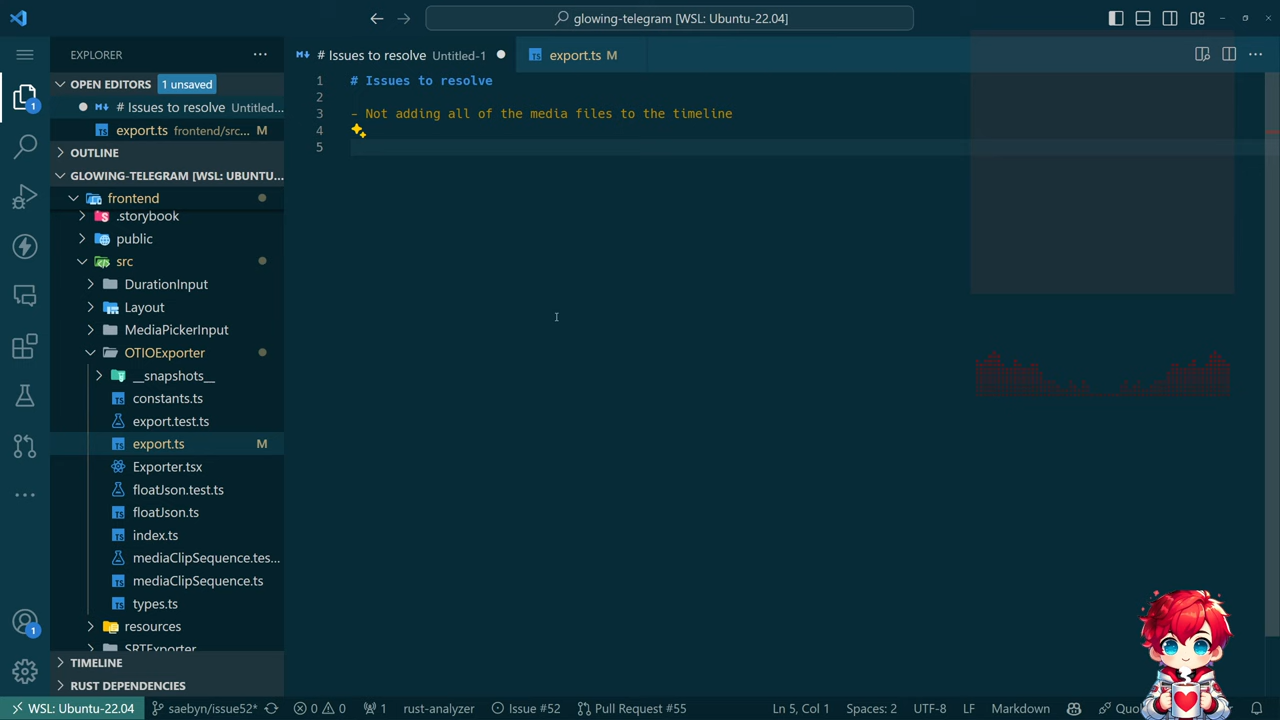 glowing-telegram [WSL: Ubuntu-22.04]
EXPLORER
OPEN EDITORS
1 unsaved
# Issues to resolve Untitled...
export.ts frontend/src... M
OUTLINE
GLOWING-TELEGRAM [WSL: UBUNTU...
frontend
.storybook
public
src
DurationInput
Layout
MediaPickerInput
OTIOExporter
__snapshots__
constants.ts
export.test.ts
export.ts M
Exporter.tsx
floatJson.test.ts
floatJson.ts
index.ts
mediaClipSequence.tes...
mediaClipSequence.ts
types.ts
resources
SRTExporter
TIMELINE
RUST DEPENDENCIES
# Issues to resolve Untitled-1
export.ts M
1 # Issues to resolve
2
3 - Not adding all of the media files to the timeline
4
5
1
1
WSL: Ubuntu-22.04
saebyn/issue52*
0 0
1
rust-analyzer
Issue #52
Pull Request #55
Ln 5, Col 1
Spaces: 2
UTF-8
LF
Markdown